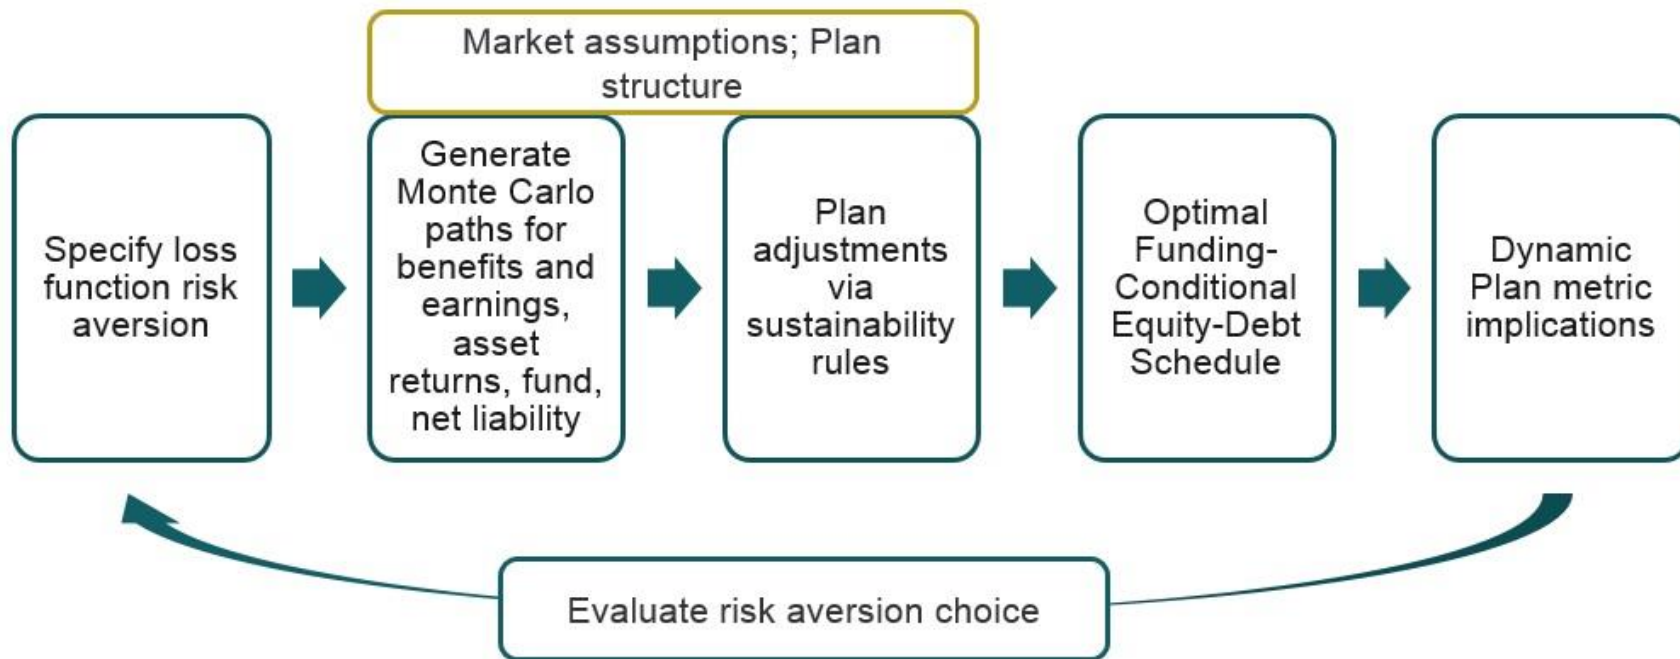 Market assumptions; Plan
structure
Specify loss
function risk
aversion
Generate
Monte Carlo
paths for
benefits and
earnings,
asset
returns, fund,
net liability
Plan
adjustments
via
sustainability
rules
Optimal
Funding-
Conditional
Equity-Debt
Schedule
Dynamic
Plan metric
implications
Evaluate risk aversion choice